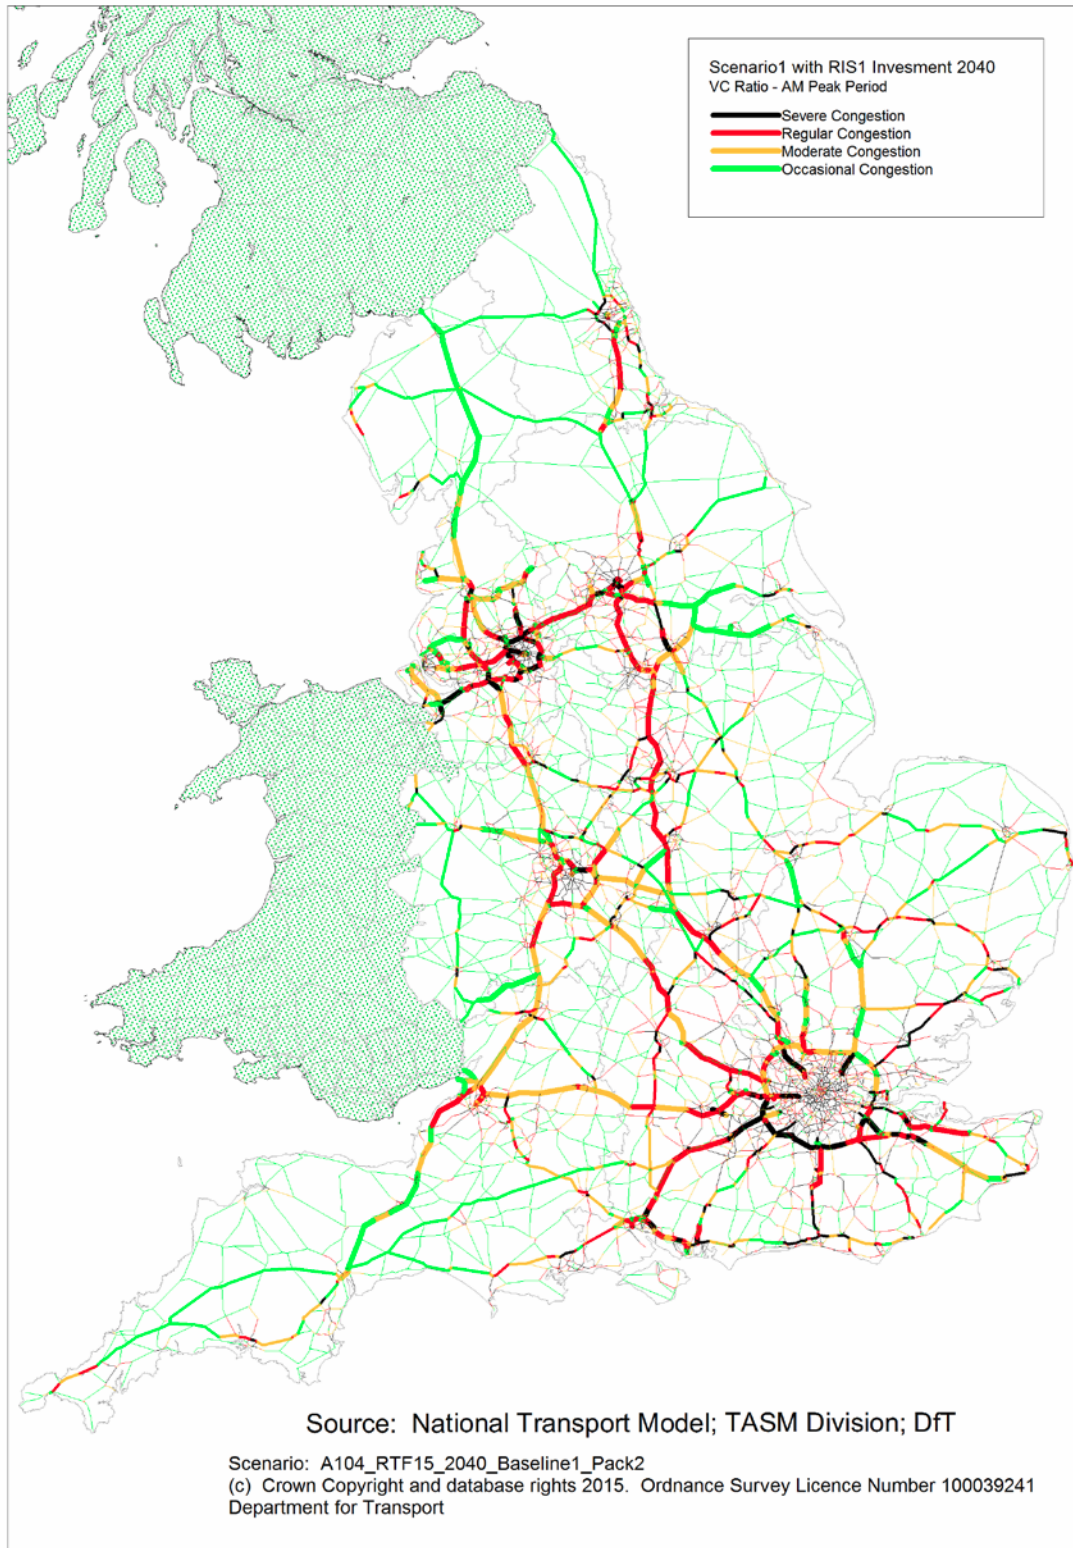 Scenario1 with RIS1 Invesment 2040
VC Ratio - AM Peak Period
Severe Congestion
Regular Congestion
Moderate Congestion
Occasional Congestion
Source: National Transport Model; TASM Division; DfT
Scenario: A104_RTF15_2040_Baseline1_Pack2
(c) Crown Copyright and database rights 2015. Ordnance Survey Licence Number 100039241
Department for Transport